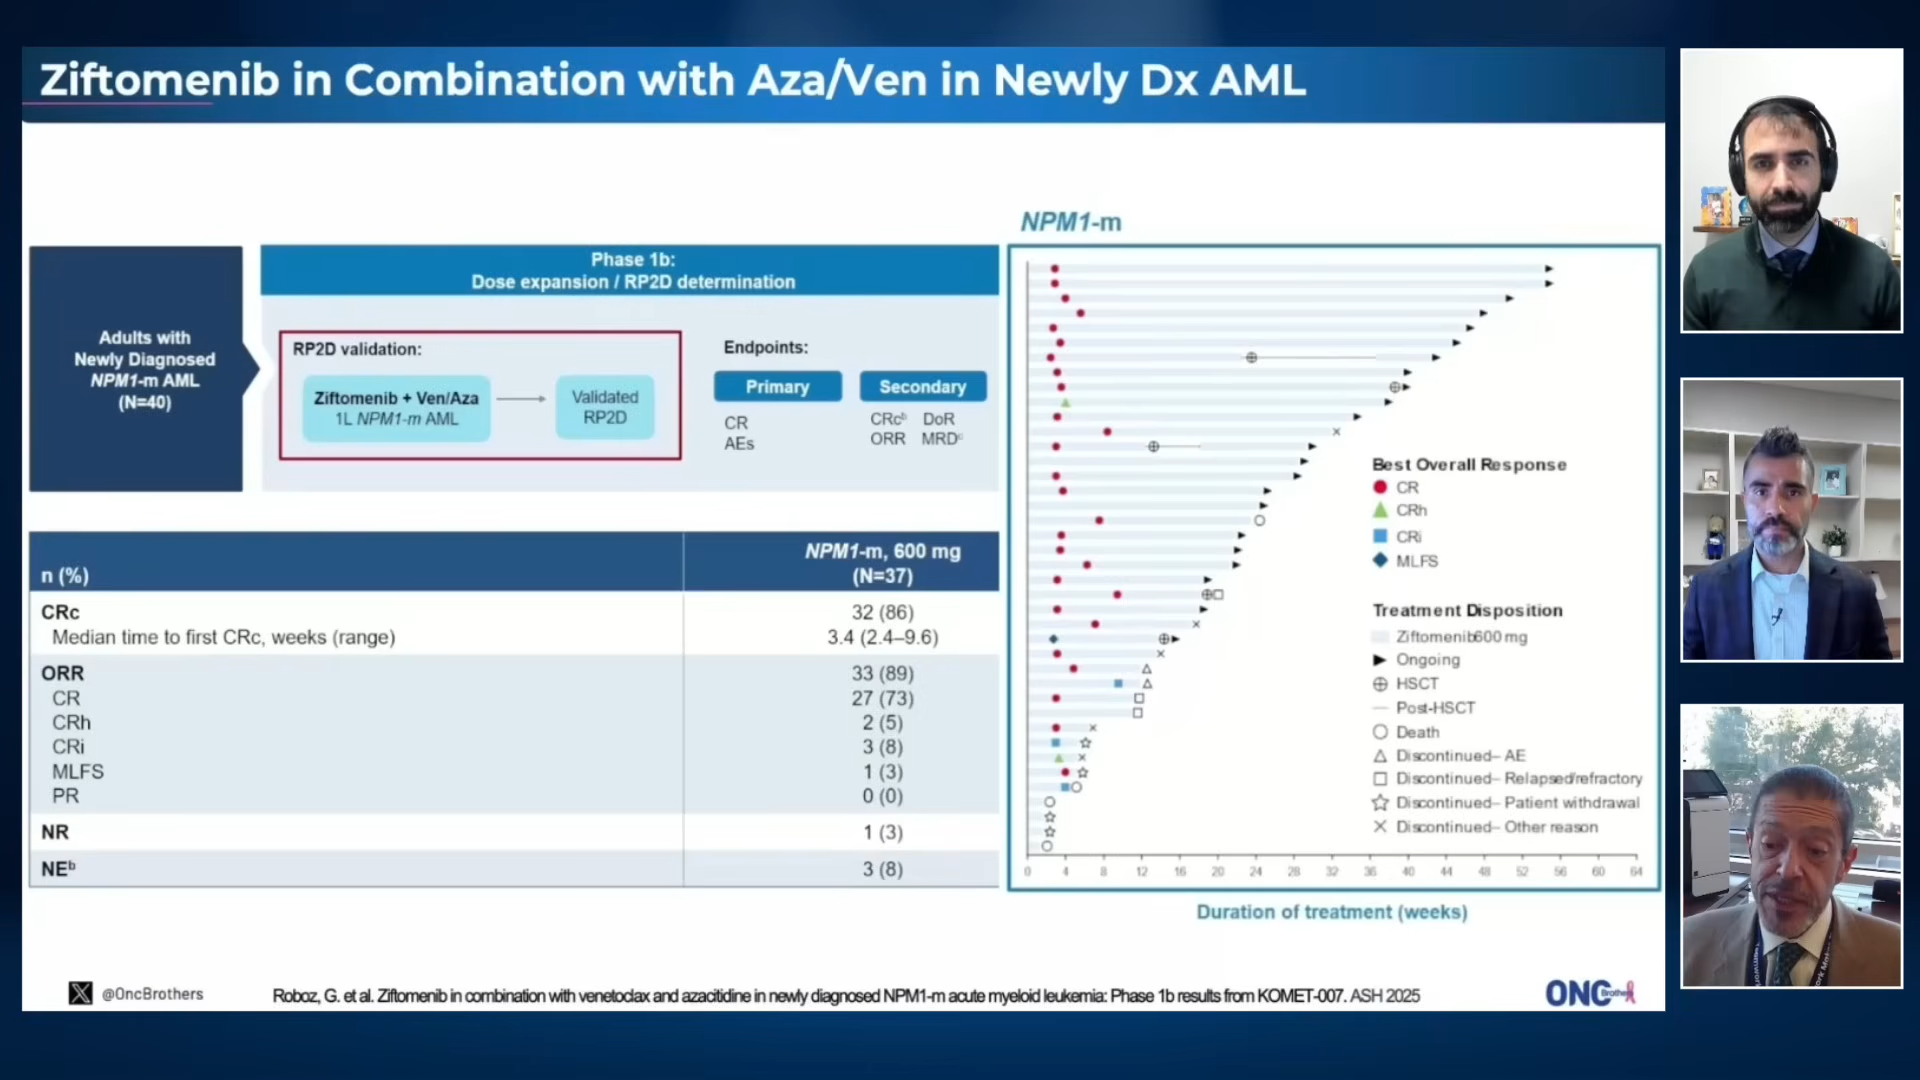 Ziftomenib in Combination with Aza/Ven in Newly Dx AML
Adults with
Newly Diagnosed
NPM1-m AML
(N=40)
Phase 1b:
Dose expansion / RP2D determination
RP2D validation:
Ziftomenib + Ven/Aza
1L NPM1-m AML
Validated
RP2D
Endpoints:
Primary
CR
AEs
Secondary
CRcᵇ DoR
ORR MRDᶜ
n (%)
NPM1-m, 600 mg
(N=37)
CRc 32 (86)
Median time to first CRc, weeks (range) 3.4 (2.4–9.6)
ORR 33 (89)
CR 27 (73)
CRh 2 (5)
CRi 3 (8)
MLFS 1 (3)
PR 0 (0)
NR 1 (3)
NEᵇ 3 (8)
NPM1-m
Best Overall Response
CR
CRh
CRi
MLFS
Treatment Disposition
Ziftomenib600 mg
Ongoing
HSCT
Post-HSCT
Death
Discontinued– AE
Discontinued– Relapsed/refractory
Discontinued– Patient withdrawal
Discontinued– Other reason
0 4 8 12 16 20 24 28 32 36 40 44 48 52 56 60 64
Duration of treatment (weeks)
@OncBrothers
Roboz, G. et al. Ziftomenib in combination with venetoclax and azacitidine in newly diagnosed NPM1-m acute myeloid leukemia: Phase 1b results from KOMET-007. ASH 2025
ONC Brothers